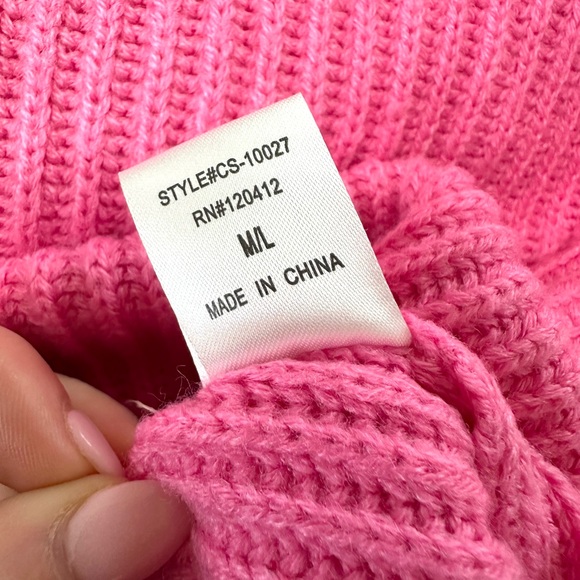 STYLE#CS-10027
RN#120412
M/L
MADE IN CHINA